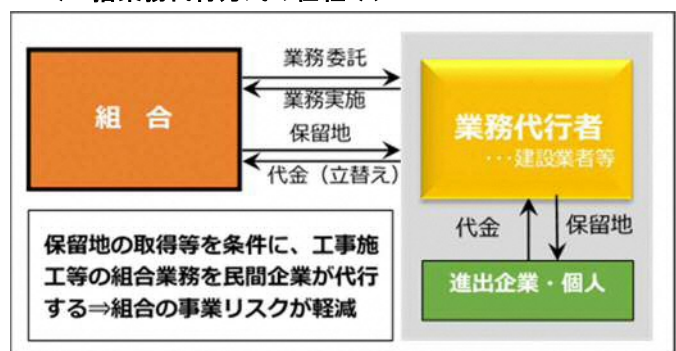 業務委託
業務実施
組　合
保留地
代金（立替え）
業務代行者
・・・建設業者等
代金
保留地
進出企業・個人
保留地の取得等を条件に、工事施
工等の組合業務を民間企業が代行
する⇒組合の事業リスクが軽減